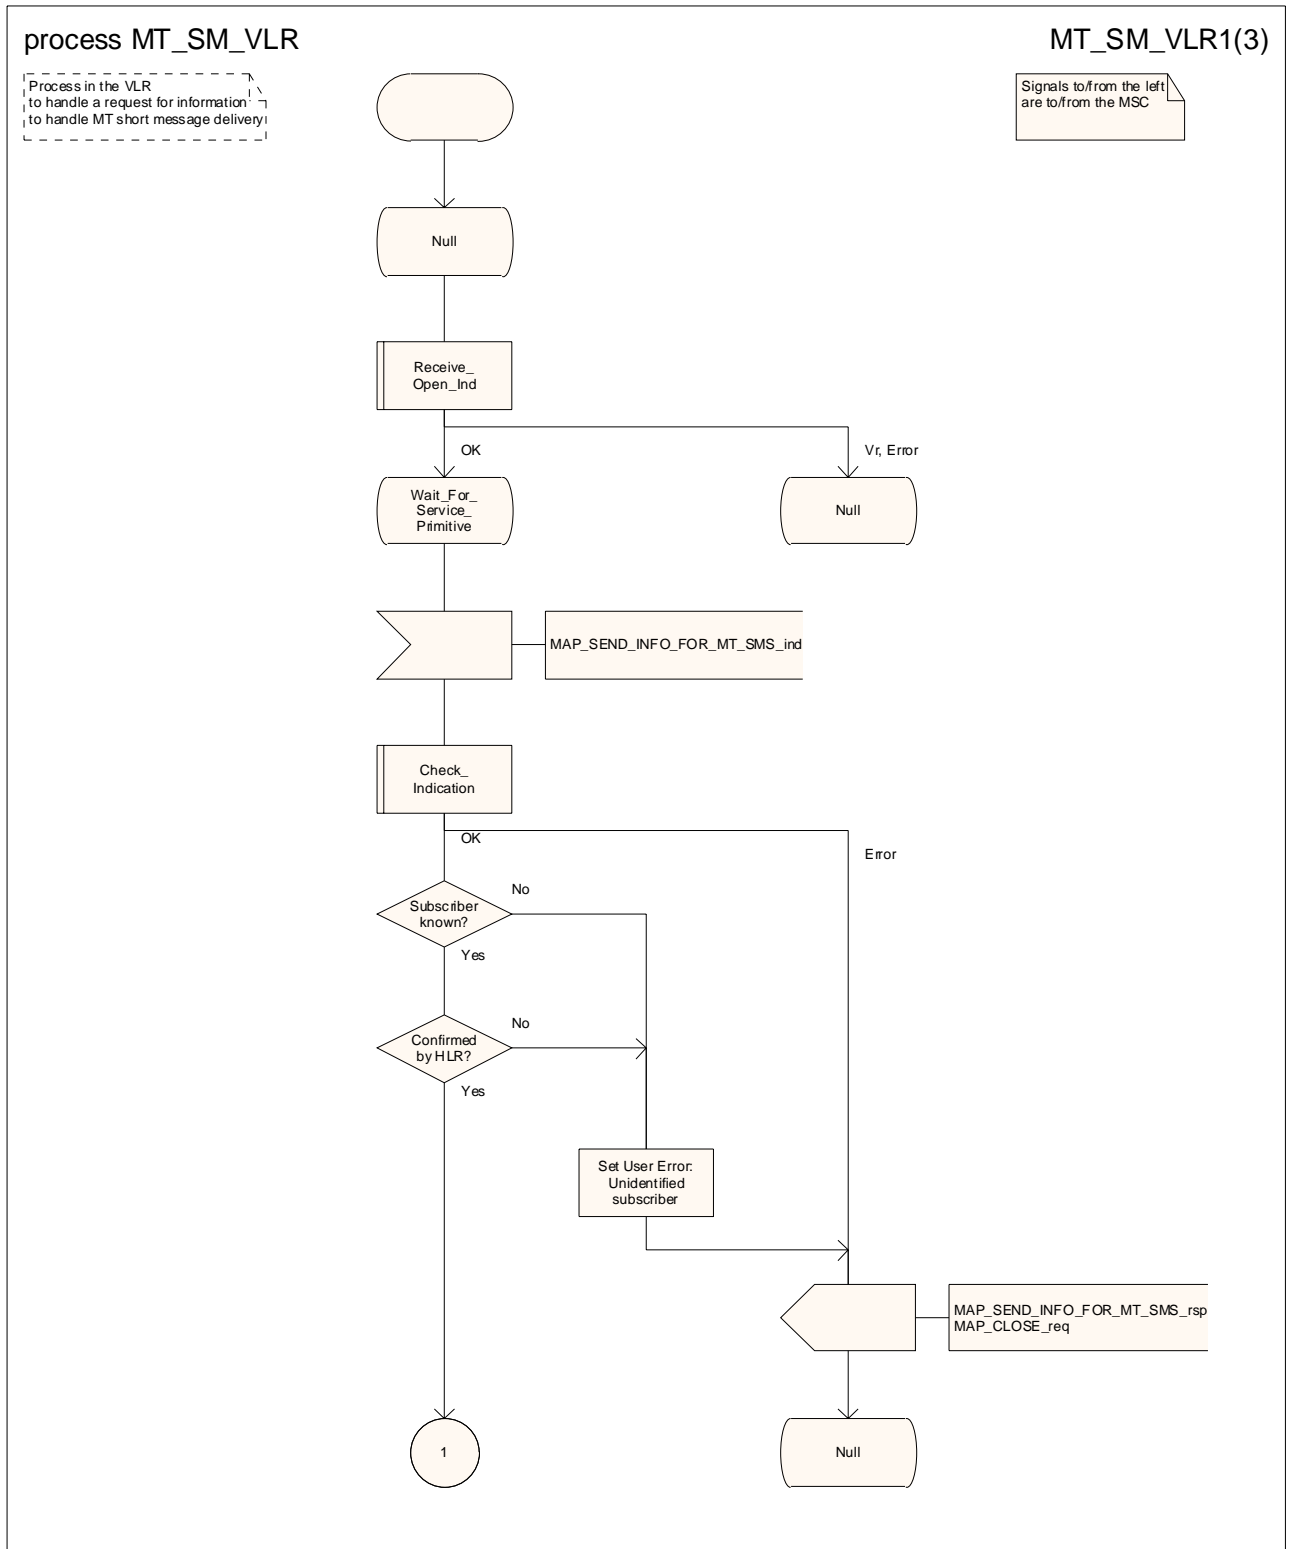 process MT_SM_VLR
MT_SM_VLR1(3)
Process in the VLR
to handle a request for information
to handle MT short message delivery
Signals to/from the left
are to/from the MSC
Null
Receive_
Open_Ind
OK
Vr, Error
Wait_For_
Service_
Primitive
Null
MAP_SEND_INFO_FOR_MT_SMS_ind
Check_
Indication
OK
Error
No
Subscriber
known?
Yes
No
Confirmed
by HLR?
Yes
Set User Error:
Unidentified
subscriber
MAP_SEND_INFO_FOR_MT_SMS_rsp
MAP_CLOSE_req
1
Null